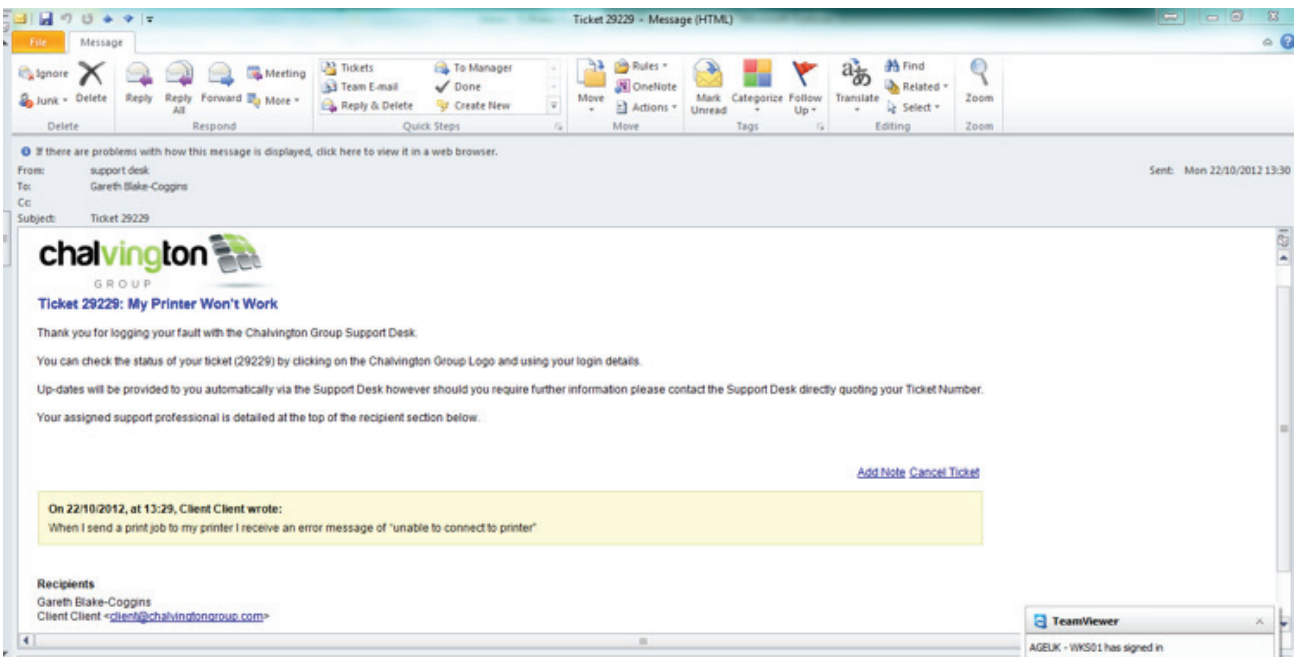 Ticket 29229 - Message (HTML)
File Message
Ignore
Junk
Delete
Reply
Reply All
Forward
Meeting
More
Tickets
Team E-mail
Reply & Delete
To Manager
Done
Create New
Move
Rules
OneNote
Actions
Mark Unread
Categorize
Follow Up
Translate
Find
Related
Select
Zoom
Delete Respond Quick Steps Move Tags Editing Zoom
If there are problems with how this message is displayed, click here to view it in a web browser.
From: support desk
Sent: Mon 22/10/2012 13:30
To: Gareth Blake-Coggins
Cc:
Subject: Ticket 29229
chalvington
GROUP
Ticket 29229: My Printer Won't Work
Thank you for logging your fault with the Chalvington Group Support Desk.
You can check the status of your ticket (29229) by clicking on the Chalvington Group Logo and using your login details.
Up-dates will be provided to you automatically via the Support Desk however should you require further information please contact the Support Desk directly quoting your Ticket Number.
Your assigned support professional is detailed at the top of the recipient section below.
Add Note Cancel Ticket
On 22/10/2012, at 13:29, Client Client wrote:
When I send a print job to my printer I receive an error message of "unable to connect to printer"
Recipients
Gareth Blake-Coggins
Client Client <client@chalvingtongroup.com>
TeamViewer
AGEUK - WKS01 has signed in